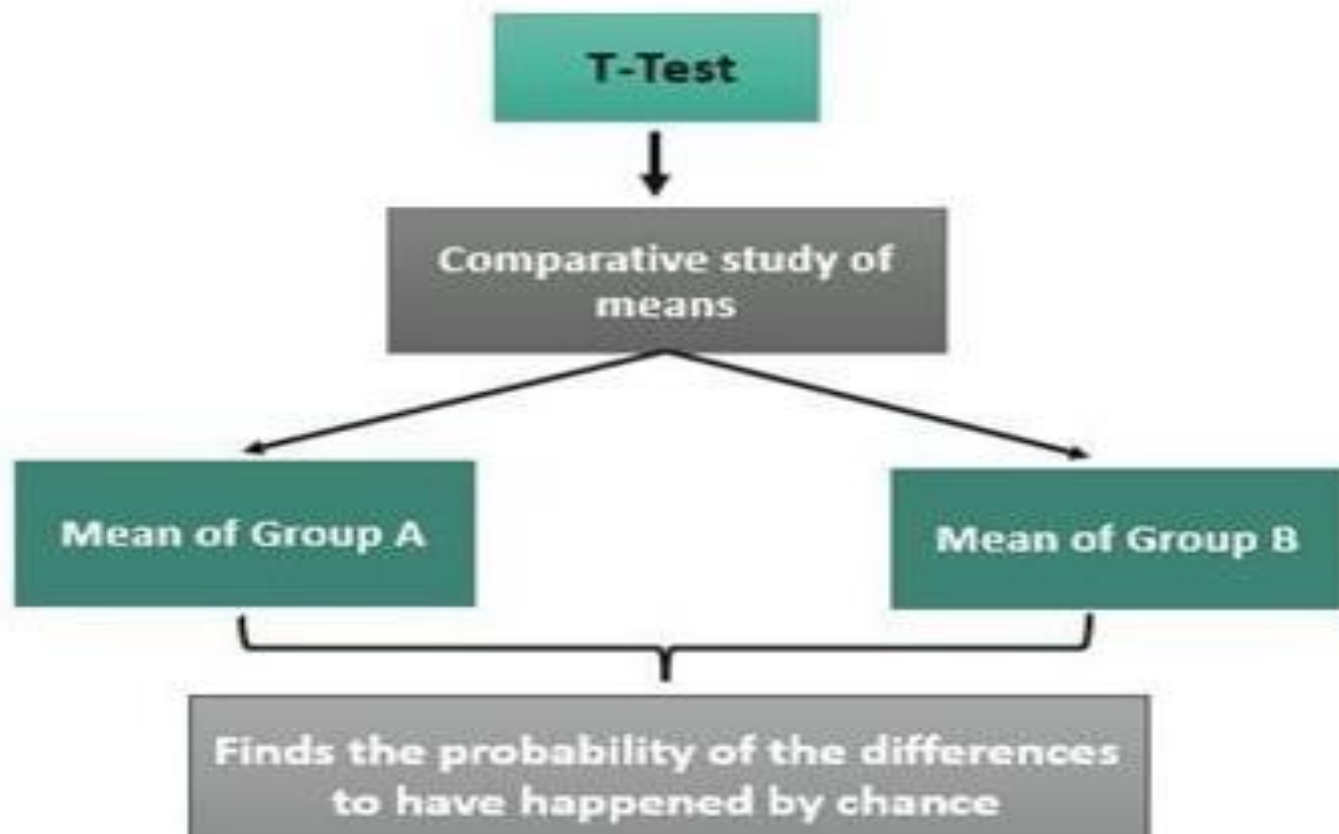 T-Test
Comparative study of
means
Mean of Group A
Mean of Group B
Finds the probability of the differences
to have happened by chance